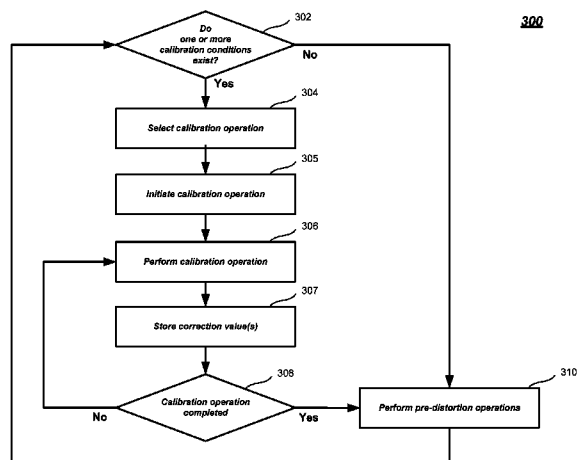 300
302
Do
one or more
calibration conditions
exist?
No
Yes
304
Select calibration operation
305
Initiate calibration operation
306
Perform calibration operation
307
Store correction value(s)
308
Calibration operation
completed
No
Yes
310
Perform pre-distortion operations